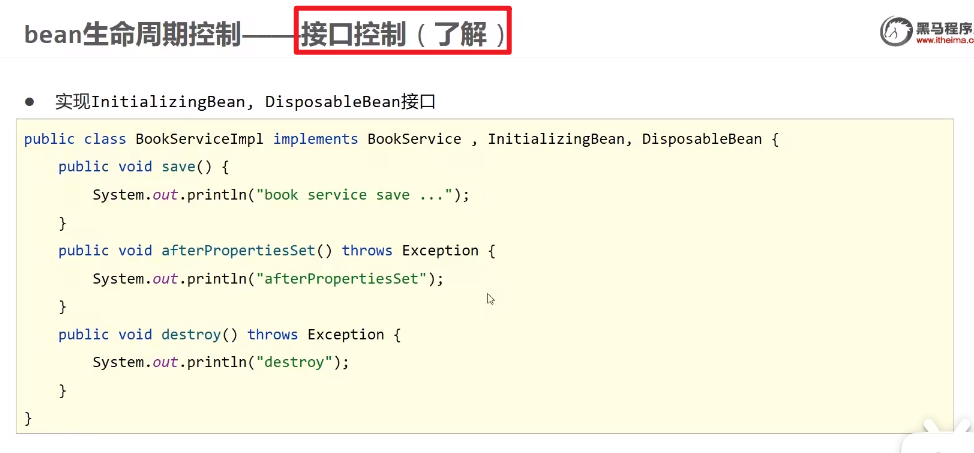 bean生命周期控制——接口控制（了解）
黑马程序
www.itheima.c
● 实现InitializingBean, DisposableBean接口
public class BookServiceImpl implements BookService , InitializingBean, DisposableBean {
    public void save() {
        System.out.println("book service save ...");
    }
    public void afterPropertiesSet() throws Exception {
        System.out.println("afterPropertiesSet");
    }
    public void destroy() throws Exception {
        System.out.println("destroy");
    }
}